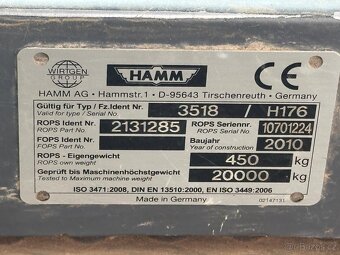 WIRTGEN GROUP
HAMM
CE
HAMM AG · Hammstr.1 · D-95643 Tirschenreuth · Germany
Gültig für Typ / Fz.Ident Nr. 3518 / H176
Valid for type / Serial No
ROPS Ident Nr. 2131285 ROPS Seriennr. 10701224
ROPS Part No. ROPS Serial No.
FOPS Ident Nr. Baujahr 2010
FOPS Part No. Year of construction
ROPS - Eigengewicht 450 kg
ROPS own weight
Geprüft bis Maschinenhöchstgewicht 20000 kg
Tested to Maximum machine weight
ISO 3471:2008, DIN EN 13510:2000, EN ISO 3449:2006
Made in Germany 02147131